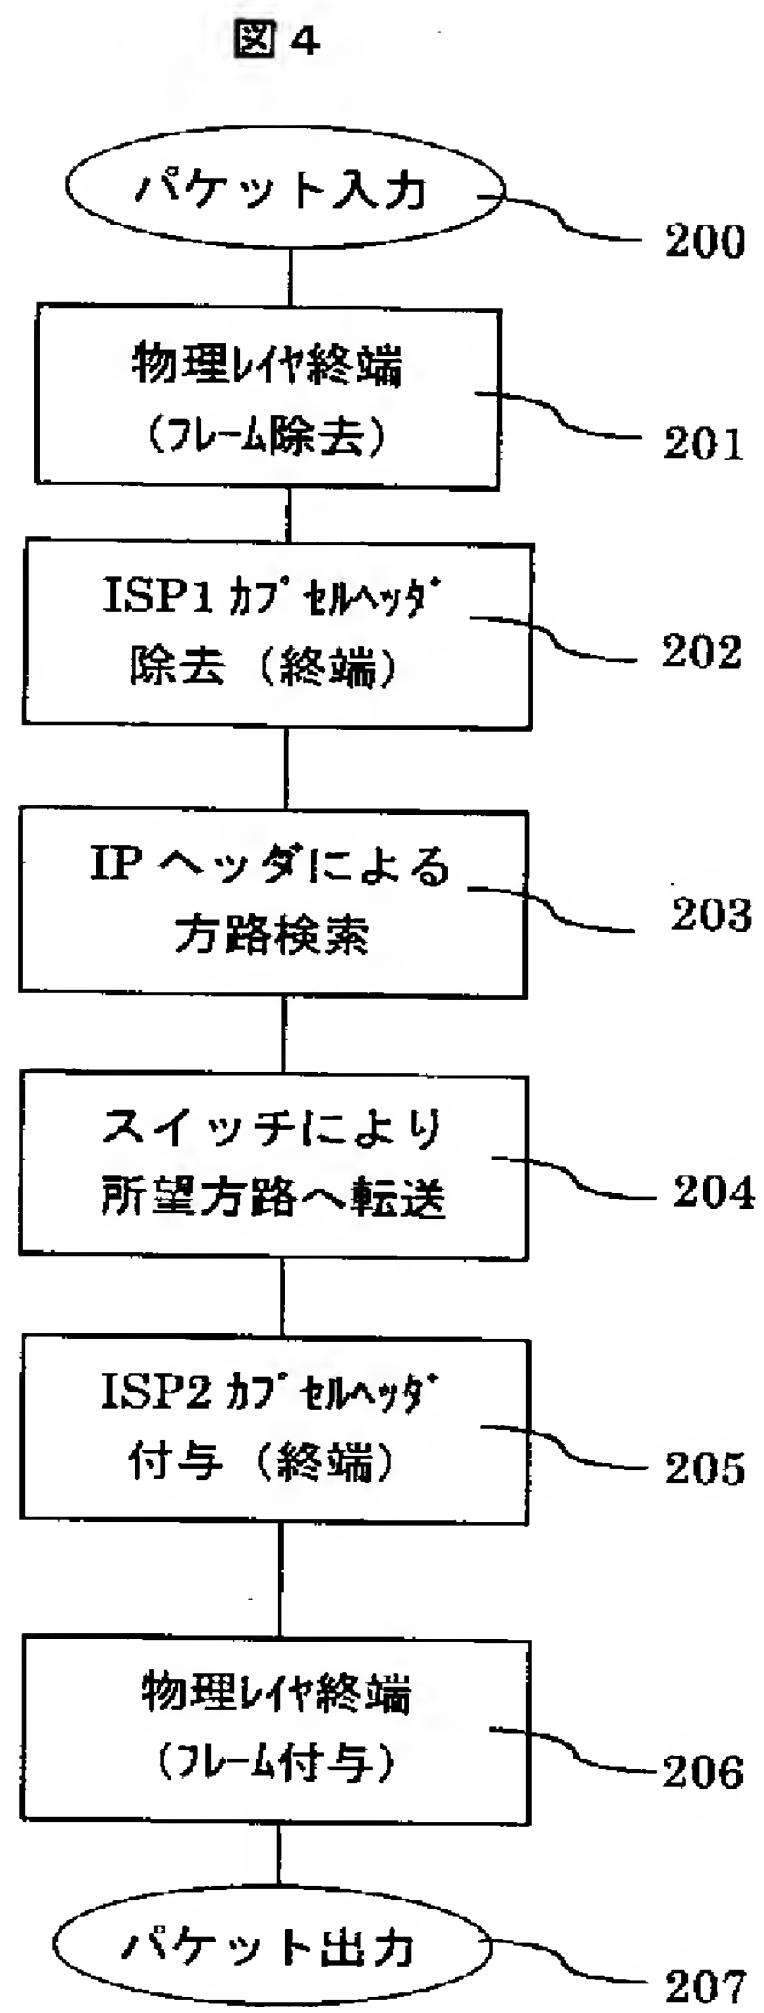 図4
パケット入力
200
物理ﾚｲﾔ終端
(ﾌﾚｰﾑ除去)
201
ISP1 ｶﾌﾟｾﾙﾍｯﾀﾞ
除去（終端）
202
IP ヘッダによる
方路検索
203
スイッチにより
所望方路へ転送
204
ISP2 ｶﾌﾟｾﾙﾍｯﾀﾞ
付与（終端）
205
物理ﾚｲﾔ終端
(ﾌﾚｰﾑ付与)
206
パケット出力
207